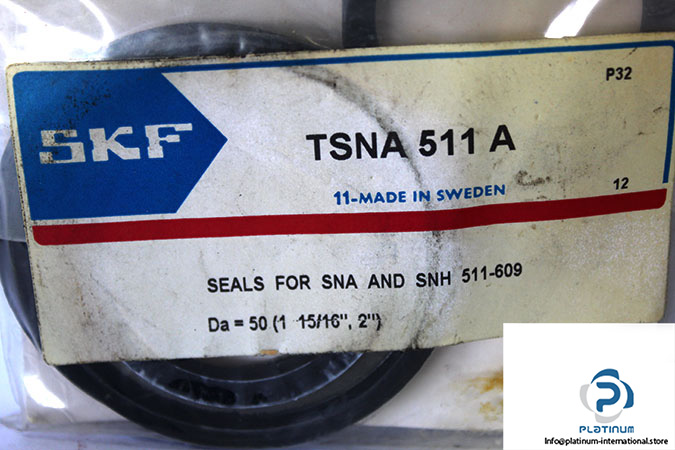 SKF
P32
TSNA 511 A
11-MADE IN SWEDEN
12
SEALS FOR SNA AND SNH 511-609
Da = 50 (1 15/16", 2")
PLATINUM
Info@platinum-international.store